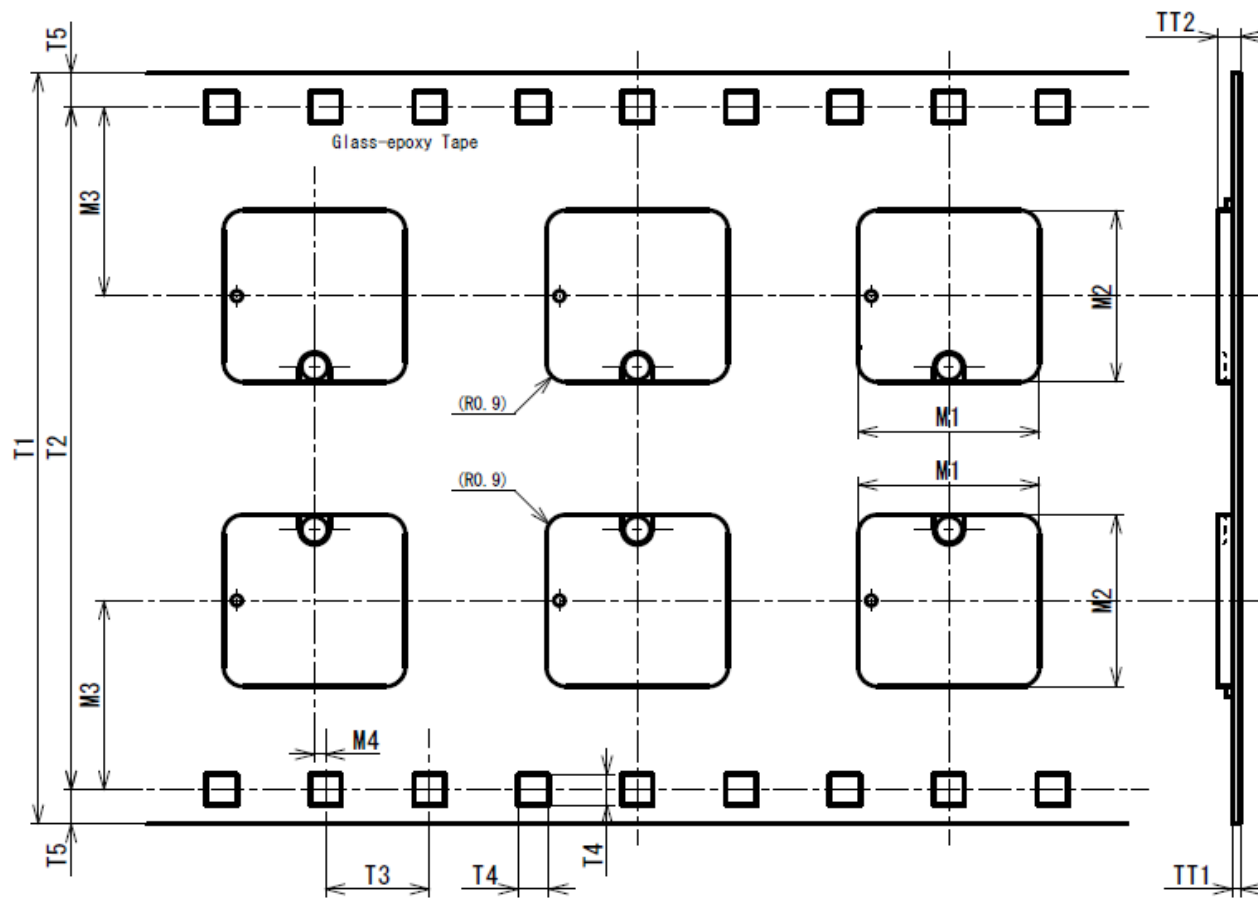 TT2
T5
Glass-epoxy Tape
M3
M2
(R0. 9)
M1
T1
T2
(R0. 9)
M1
M2
M3
M4
T5
T3
T4
T4
TT1